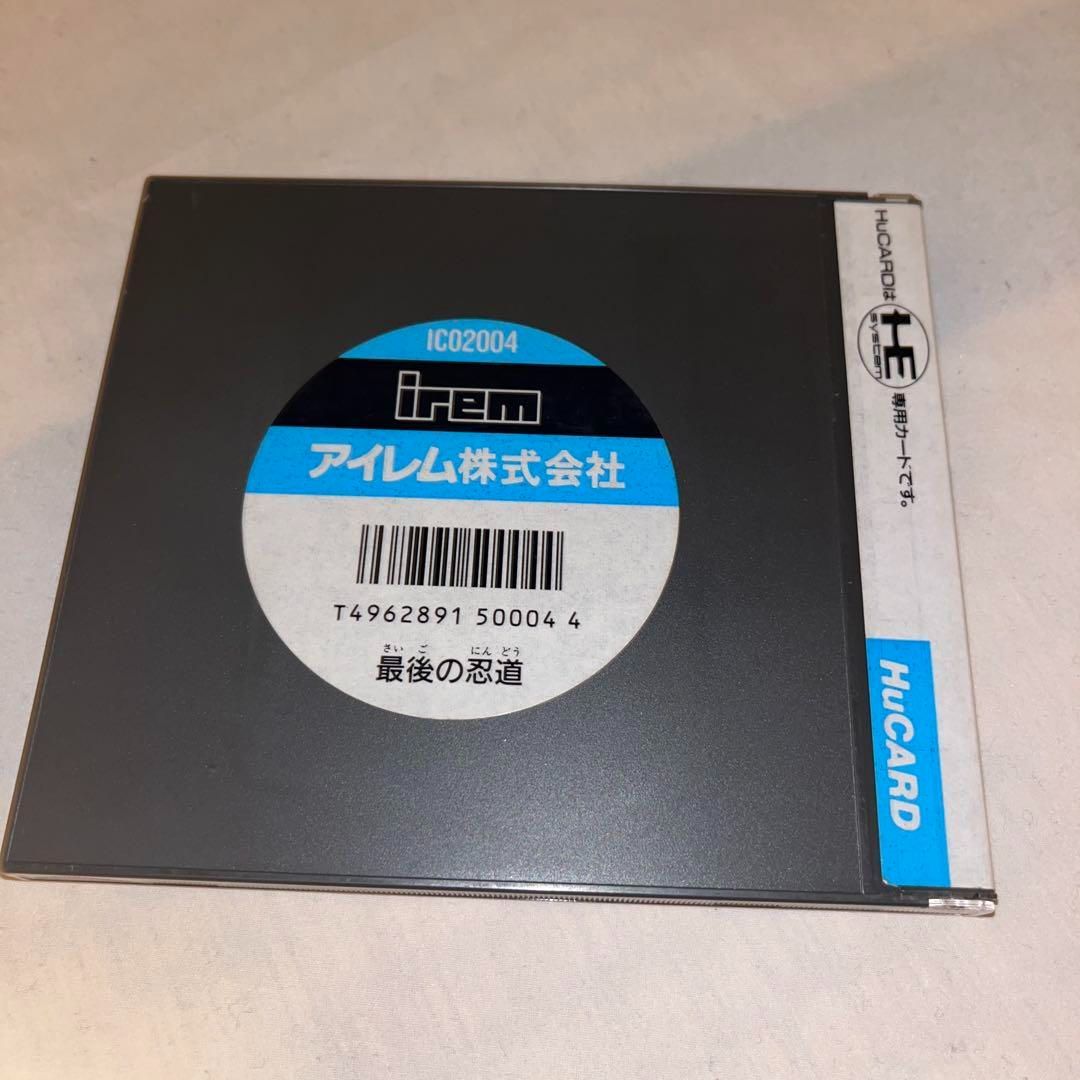 IC02004
irem
アイレム株式会社
T4962891 50004 4
さいご にんどう
最後の忍道
HuCARDは HE system 専用カードです。
HuCARD